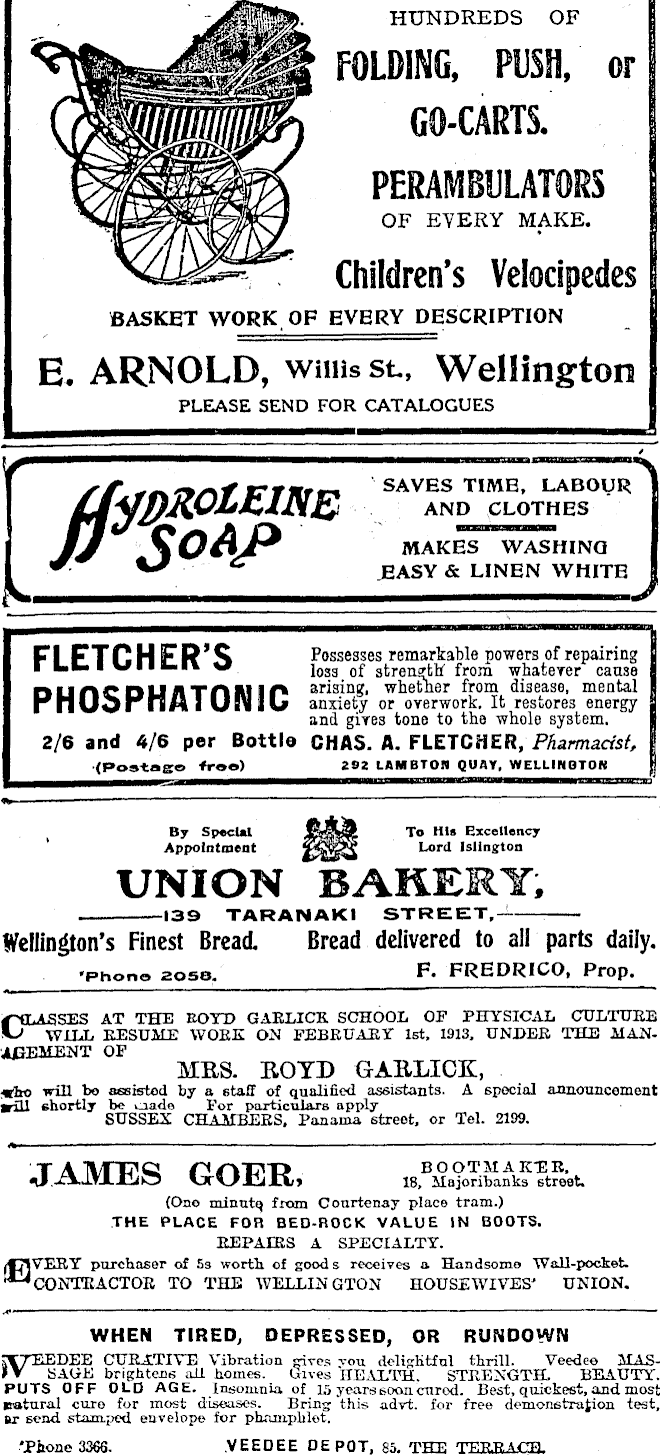 HUNDREDS OF
FOLDING, PUSH, or
GO-CARTS.
PERAMBULATORS
OF EVERY MAKE.
Children's Velocipedes
BASKET WORK OF EVERY DESCRIPTION
E. ARNOLD, Willis St., Wellington
PLEASE SEND FOR CATALOGUES
HYDROLEINE
SOAP
SAVES TIME, LABOUR
AND CLOTHES
MAKES WASHING
EASY & LINEN WHITE
FLETCHER'S
PHOSPHATONIC
2/6 and 4/6 per Bottle
(Postage free)
Possesses remarkable powers of repairing
loss of strength from whatever cause
arising, whether from disease, mental
anxiety or overwork. It restores energy
and gives tone to the whole system.
CHAS. A. FLETCHER, Pharmacist,
292 LAMBTON QUAY, WELLINGTON
By Special
Appointment
To His Excellency
Lord Islington
UNION BAKERY,
139 TARANAKI STREET,
Wellington's Finest Bread. Bread delivered to all parts daily.
'Phone 2058. F. FREDRICO, Prop.
CLASSES AT THE ROYD GARLICK SCHOOL OF PHYSICAL CULTURE
WILL RESUME WORK ON FEBRUARY 1st, 1913, UNDER THE MAN-
AGEMENT OF
MRS. ROYD GARLICK,
who will be assisted by a staff of qualified assistants. A special announcement
will shortly be made For particulars apply
SUSSEX CHAMBERS, Panama street, or Tel. 2199.
JAMES GOER,
BOOTMAKER,
18, Majoribanks street.
(One minute from Courtenay place tram.)
THE PLACE FOR BED-ROCK VALUE IN BOOTS.
REPAIRS A SPECIALTY.
EVERY purchaser of 5s worth of goods receives a Handsome Wall-pocket.
CONTRACTOR TO THE WELLINGTON HOUSEWIVES' UNION.
WHEN TIRED, DEPRESSED, OR RUNDOWN
VEEDEE CURATIVE Vibration gives you delightful thrill. Veedee MAS-
SAGE brightens all homes. Gives HEALTH. STRENGTH. BEAUTY.
PUTS OFF OLD AGE. Insomnia of 15 years soon cured. Best, quickest, and most
natural cure for most diseases. Bring this advt. for free demonstration test,
or send stamped envelope for phamphlet.
'Phone 3366. VEEDEE DEPOT, 85. THE TERRACE.